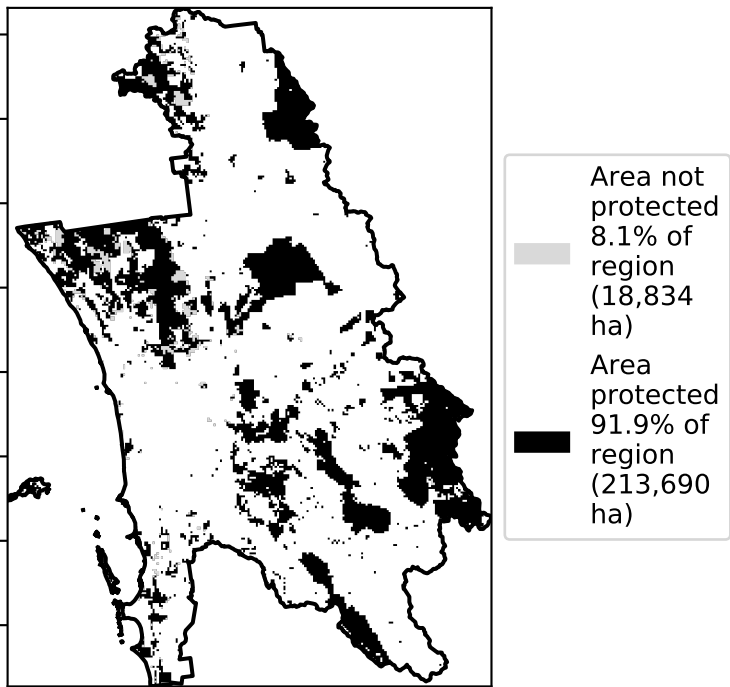 Area not
protected
8.1% of
region
(18,834
ha)
Area
protected
91.9% of
region
(213,690
ha)